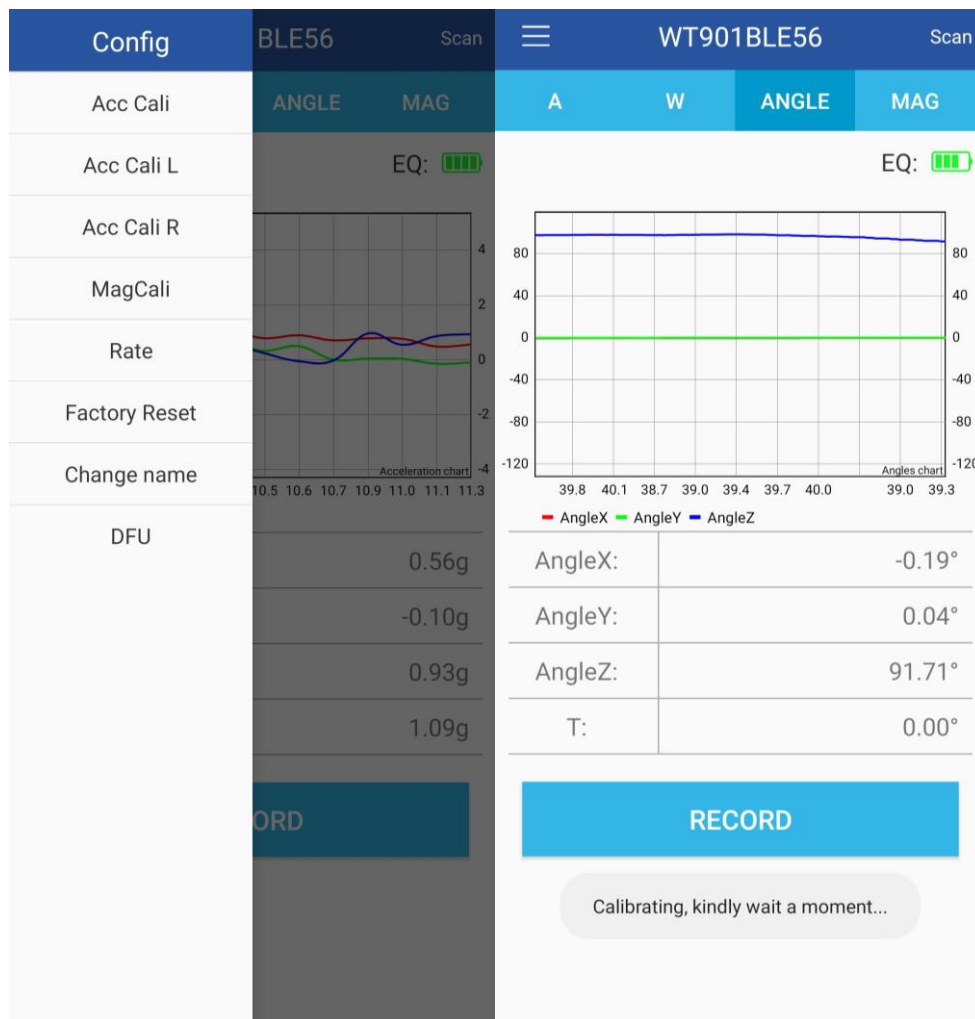 Config
Acc Cali
Acc Cali L
Acc Cali R
MagCali
Rate
Factory Reset
Change name
DFU
BLE56 Scan
ANGLE MAG
EQ:
4
2
0
-2
-4
Acceleration chart
10.5 10.6 10.7 10.9 11.0 11.1 11.3
0.56g
-0.10g
0.93g
1.09g
ORD
WT901BLE56 Scan
A W ANGLE MAG
EQ:
80 80
40 40
0 0
-40 -40
-80 -80
-120 -120
Angles chart
39.8 40.1 38.7 39.0 39.4 39.7 40.0 39.0 39.3
AngleX AngleY AngleZ
AngleX: -0.19°
AngleY: 0.04°
AngleZ: 91.71°
T: 0.00°
RECORD
Calibrating, kindly wait a moment...